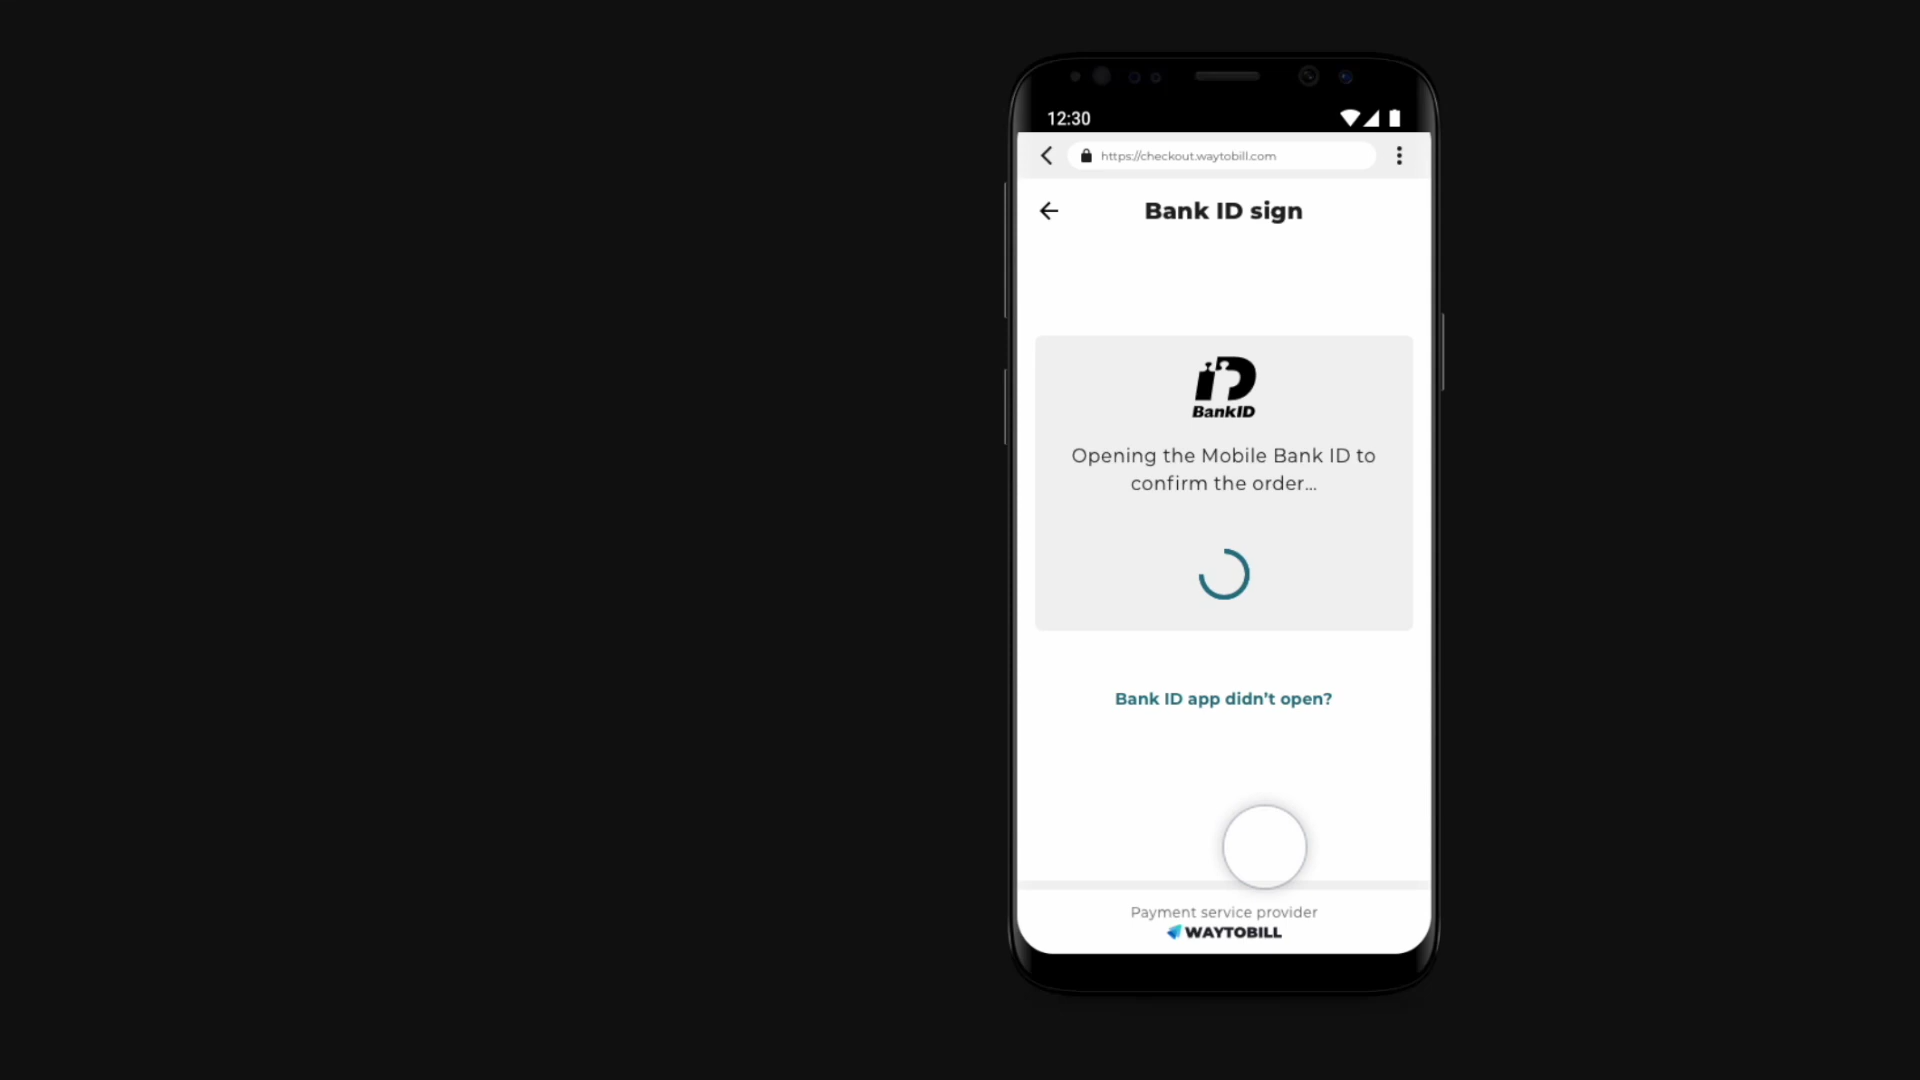 12:30
https://checkout.waytobill.com
Bank ID sign
BankID
Opening the Mobile Bank ID to
confirm the order...
Bank ID app didn’t open?
Payment service provider
WAYTOBILL